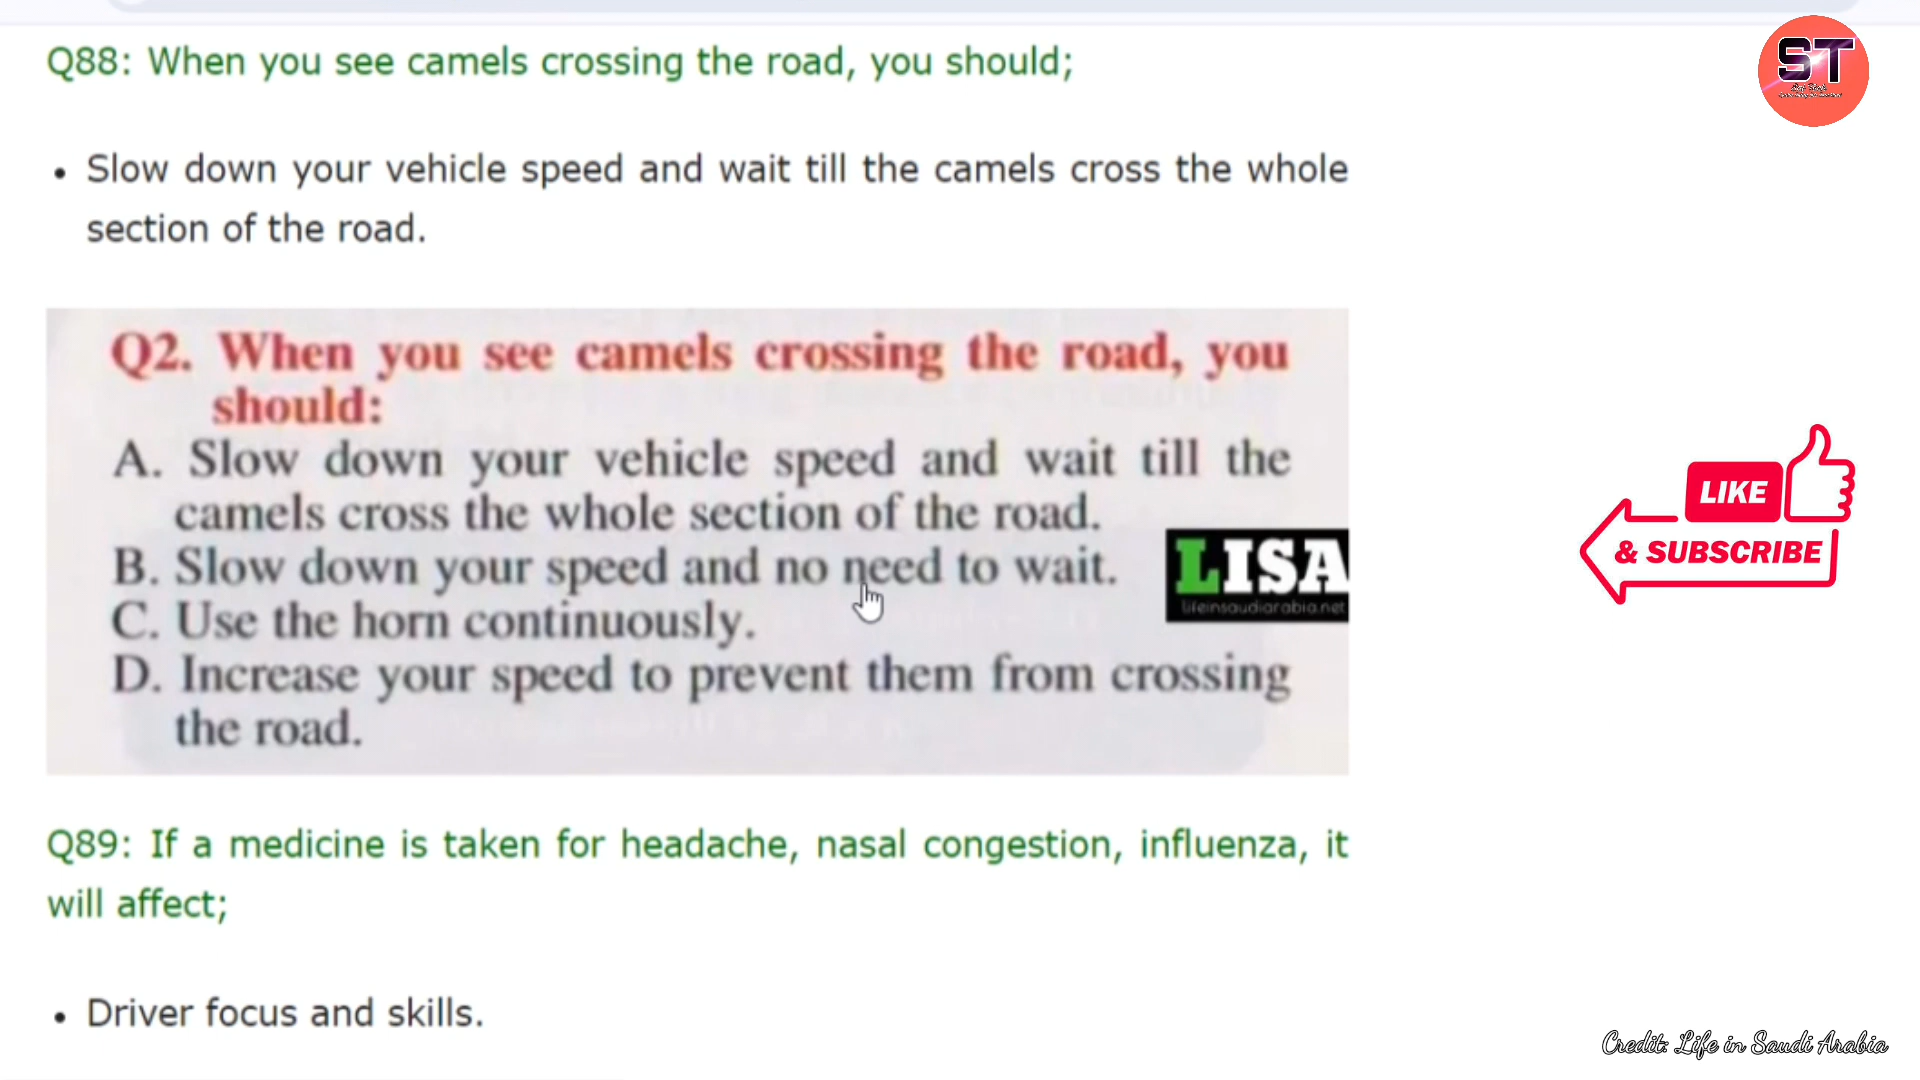 Q88: When you see camels crossing the road, you should;
ST
• Slow down your vehicle speed and wait till the camels cross the whole
section of the road.
Q2. When you see camels crossing the road, you
should:
A. Slow down your vehicle speed and wait till the
camels cross the whole section of the road.
B. Slow down your speed and no need to wait.
C. Use the horn continuously.
D. Increase your speed to prevent them from crossing
the road.
LISA
lifeinsaudiarabia.net
LIKE
& SUBSCRIBE
Q89: If a medicine is taken for headache, nasal congestion, influenza, it
will affect;
• Driver focus and skills.
Credit: Life in Saudi Arabia